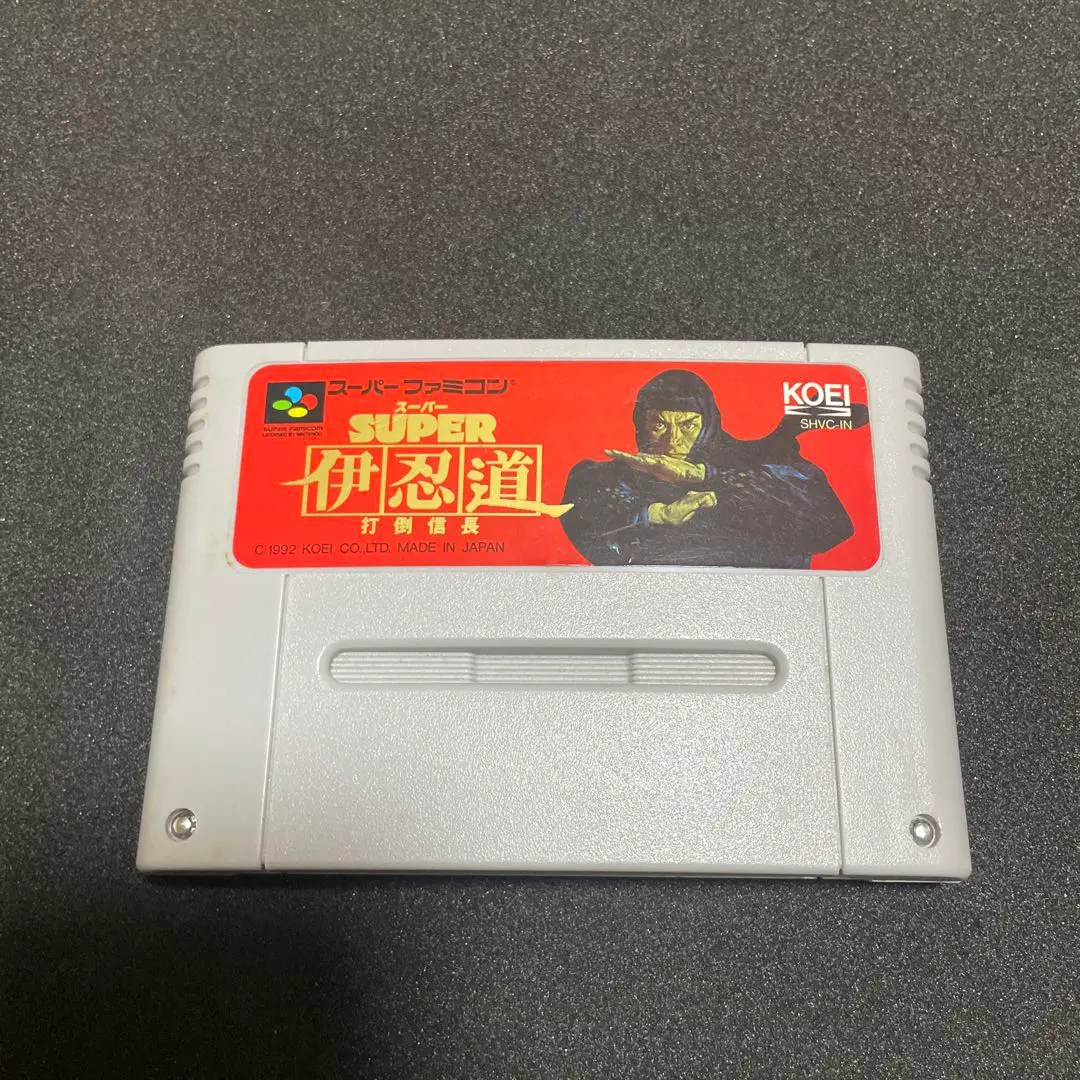 スーパーファミコン®
SUPER FAMICOM
LICENSED BY NINTENDO
スーパー
SUPER
伊忍道
打倒信長
C 1992 KOEI CO.,LTD. MADE IN JAPAN
KOEI
SHVC-IN